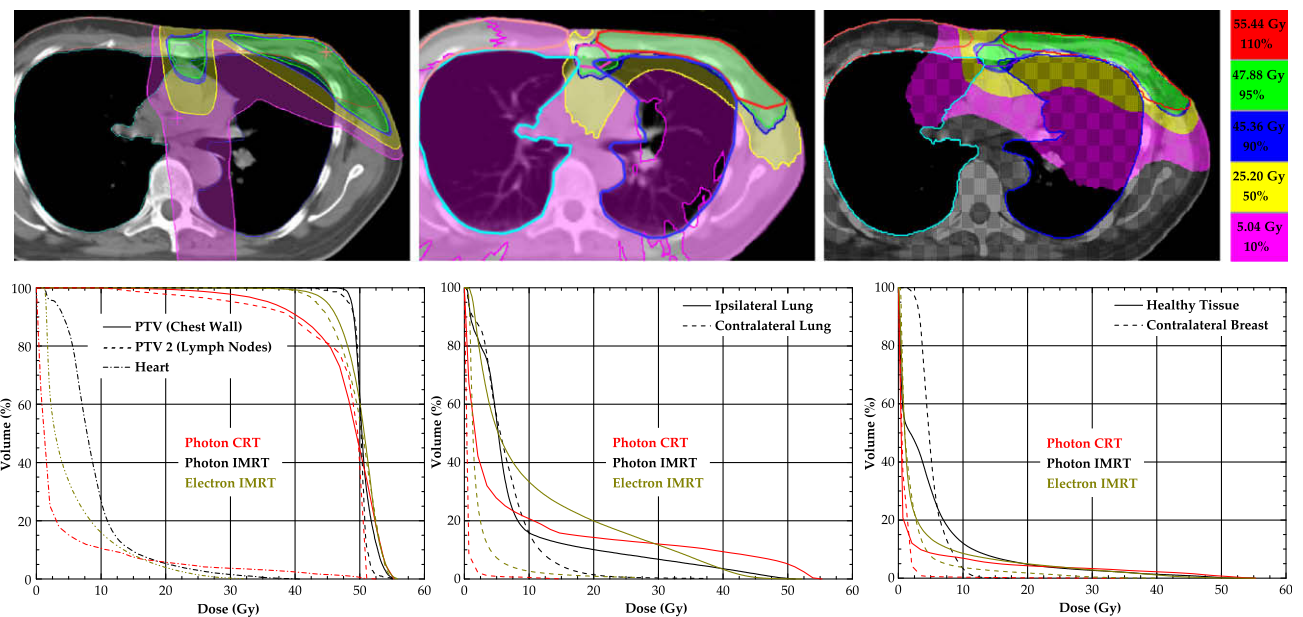 55.44 Gy
110%
47.88 Gy
95%
45.36 Gy
90%
25.20 Gy
50%
5.04 Gy
10%
100
80
60
40
20
0
Volume (%)
PTV (Chest Wall)
PTV 2 (Lymph Nodes)
Heart
Photon CRT
Photon IMRT
Electron IMRT
0 10 20 30 40 50 60
Dose (Gy)
100
80
60
40
20
0
Volume (%)
Ipsilateral Lung
Contralateral Lung
Photon CRT
Photon IMRT
Electron IMRT
0 10 20 30 40 50 60
Dose (Gy)
100
80
60
40
20
0
Volume (%)
Healthy Tissue
Contralateral Breast
Photon CRT
Photon IMRT
Electron IMRT
0 10 20 30 40 50 60
Dose (Gy)